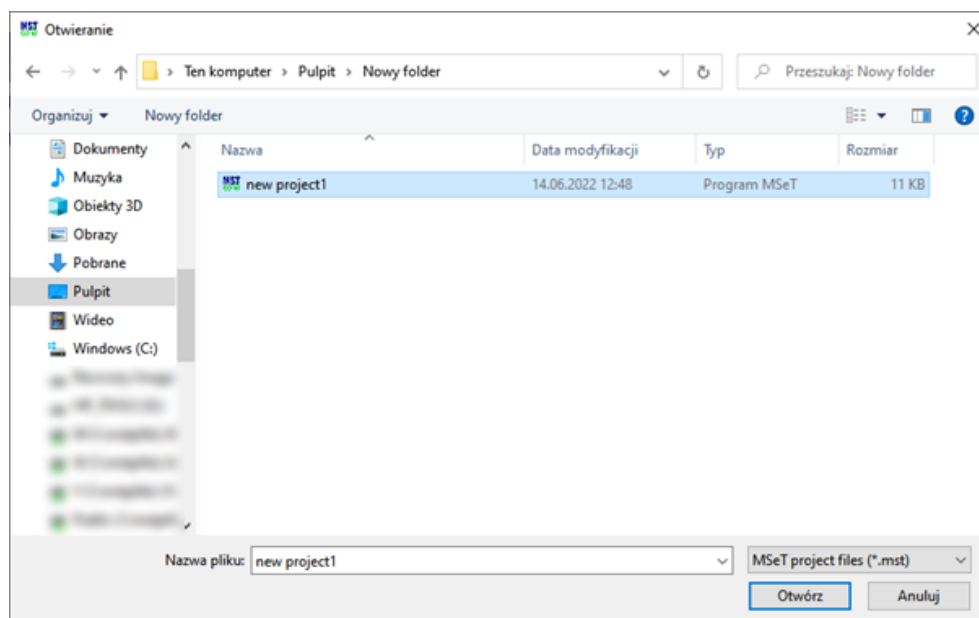 MST Otwieranie
Ten komputer › Pulpit › Nowy folder
Przeszukaj: Nowy folder
Organizuj Nowy folder
Nazwa Data modyfikacji Typ Rozmiar
MST new project1 14.06.2022 12:48 Program MSeT 11 KB
Dokumenty
Muzyka
Obiekty 3D
Obrazy
Pobrane
Pulpit
Wideo
Windows (C:)
Nazwa pliku: new project1 MSeT project files (*.mst)
Otwórz Anuluj